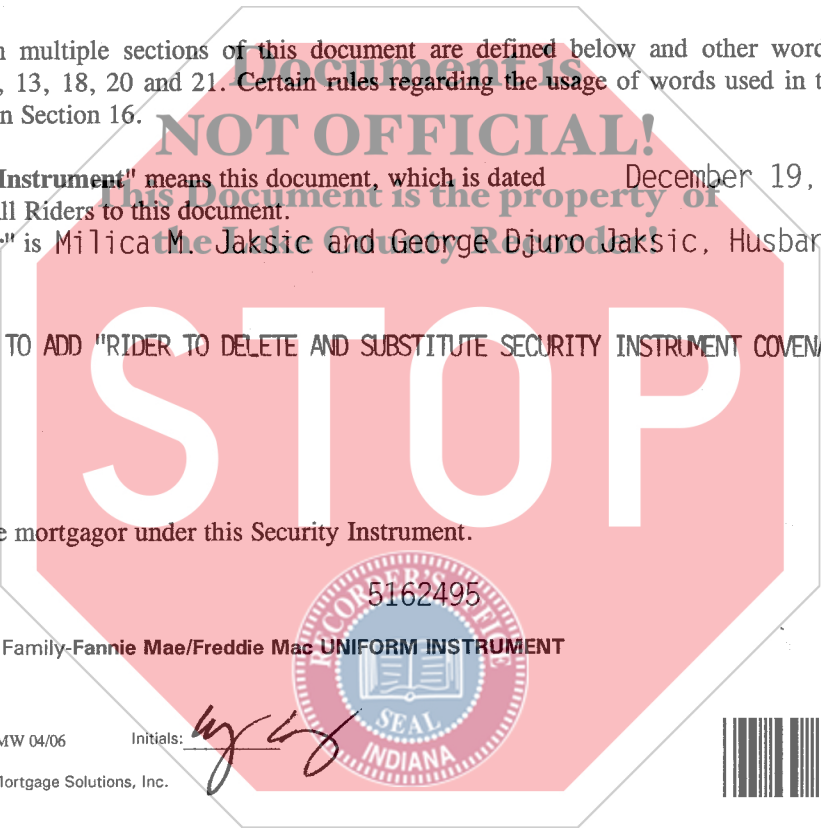 n multiple sections of this document are defined below and other word
, 13, 18, 20 and 21. Certain rules regarding the usage of words used in t
n Section 16.
Document is
NOT OFFICIAL!
This Document is the property of
the Lake County Recorder!
Instrument" means this document, which is dated December 19,
ll Riders to this document.
" is Milica M. Jaksic and George Djuro Jaksic, Husban
TO ADD "RIDER TO DELETE AND SUBSTITUTE SECURITY INSTRUMENT COVENA
STOP
e mortgagor under this Security Instrument.
5162495
RECORDER'S OFFICE
SEAL
INDIANA
Family-Fannie Mae/Freddie Mac UNIFORM INSTRUMENT
MW 04/06 Initials:
Mortgage Solutions, Inc.